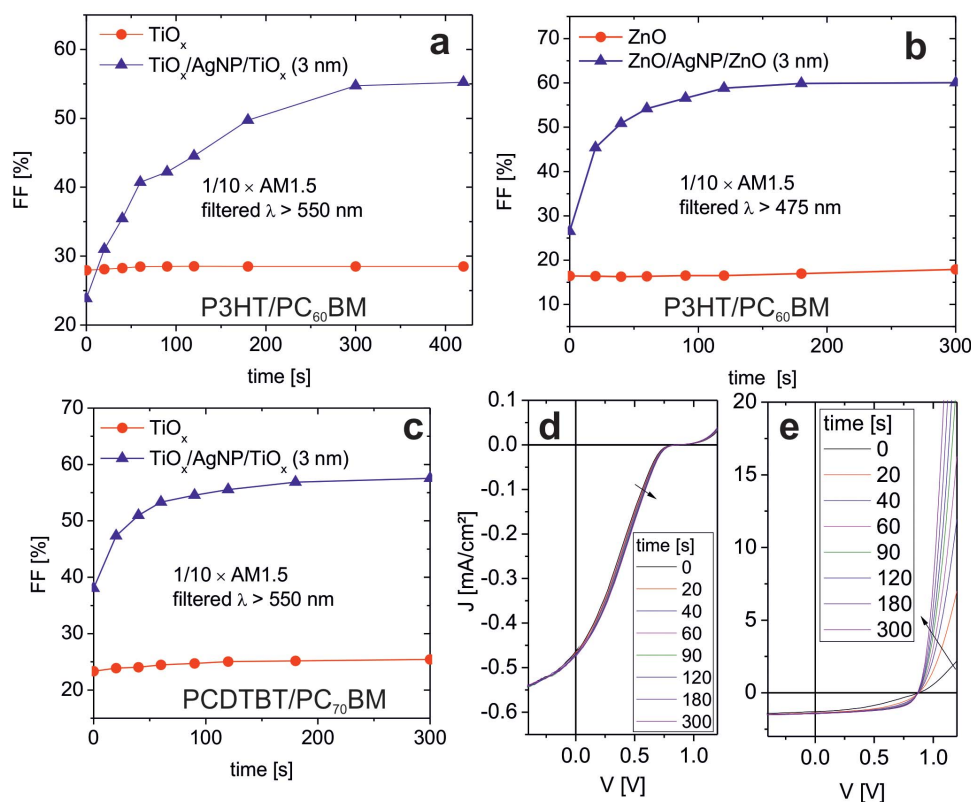 a
TiOₓ
TiOₓ/AgNP/TiOₓ (3 nm)
60
50
40
30
20
FF [%]
1/10 × AM1.5
filtered λ > 550 nm
P3HT/PC₆₀BM
0 100 200 300 400
time [s]
b
ZnO
ZnO/AgNP/ZnO (3 nm)
70
60
50
40
30
20
10
FF [%]
1/10 × AM1.5
filtered λ > 475 nm
P3HT/PC₆₀BM
0 100 200 300
time [s]
c
TiOₓ
TiOₓ/AgNP/TiOₓ (3 nm)
70
60
50
40
30
20
FF [%]
1/10 × AM1.5
filtered λ > 550 nm
PCDTBT/PC₇₀BM
0 100 200 300
time [s]
d
0.1
0.0
-0.1
-0.2
-0.3
-0.4
-0.5
-0.6
J [mA/cm²]
time [s]
0
20
40
60
90
120
180
300
0.0 0.5 1.0
V [V]
e
20
15
10
5
0
time [s]
0
20
40
60
90
120
180
300
0.0 0.5 1.0
V [V]